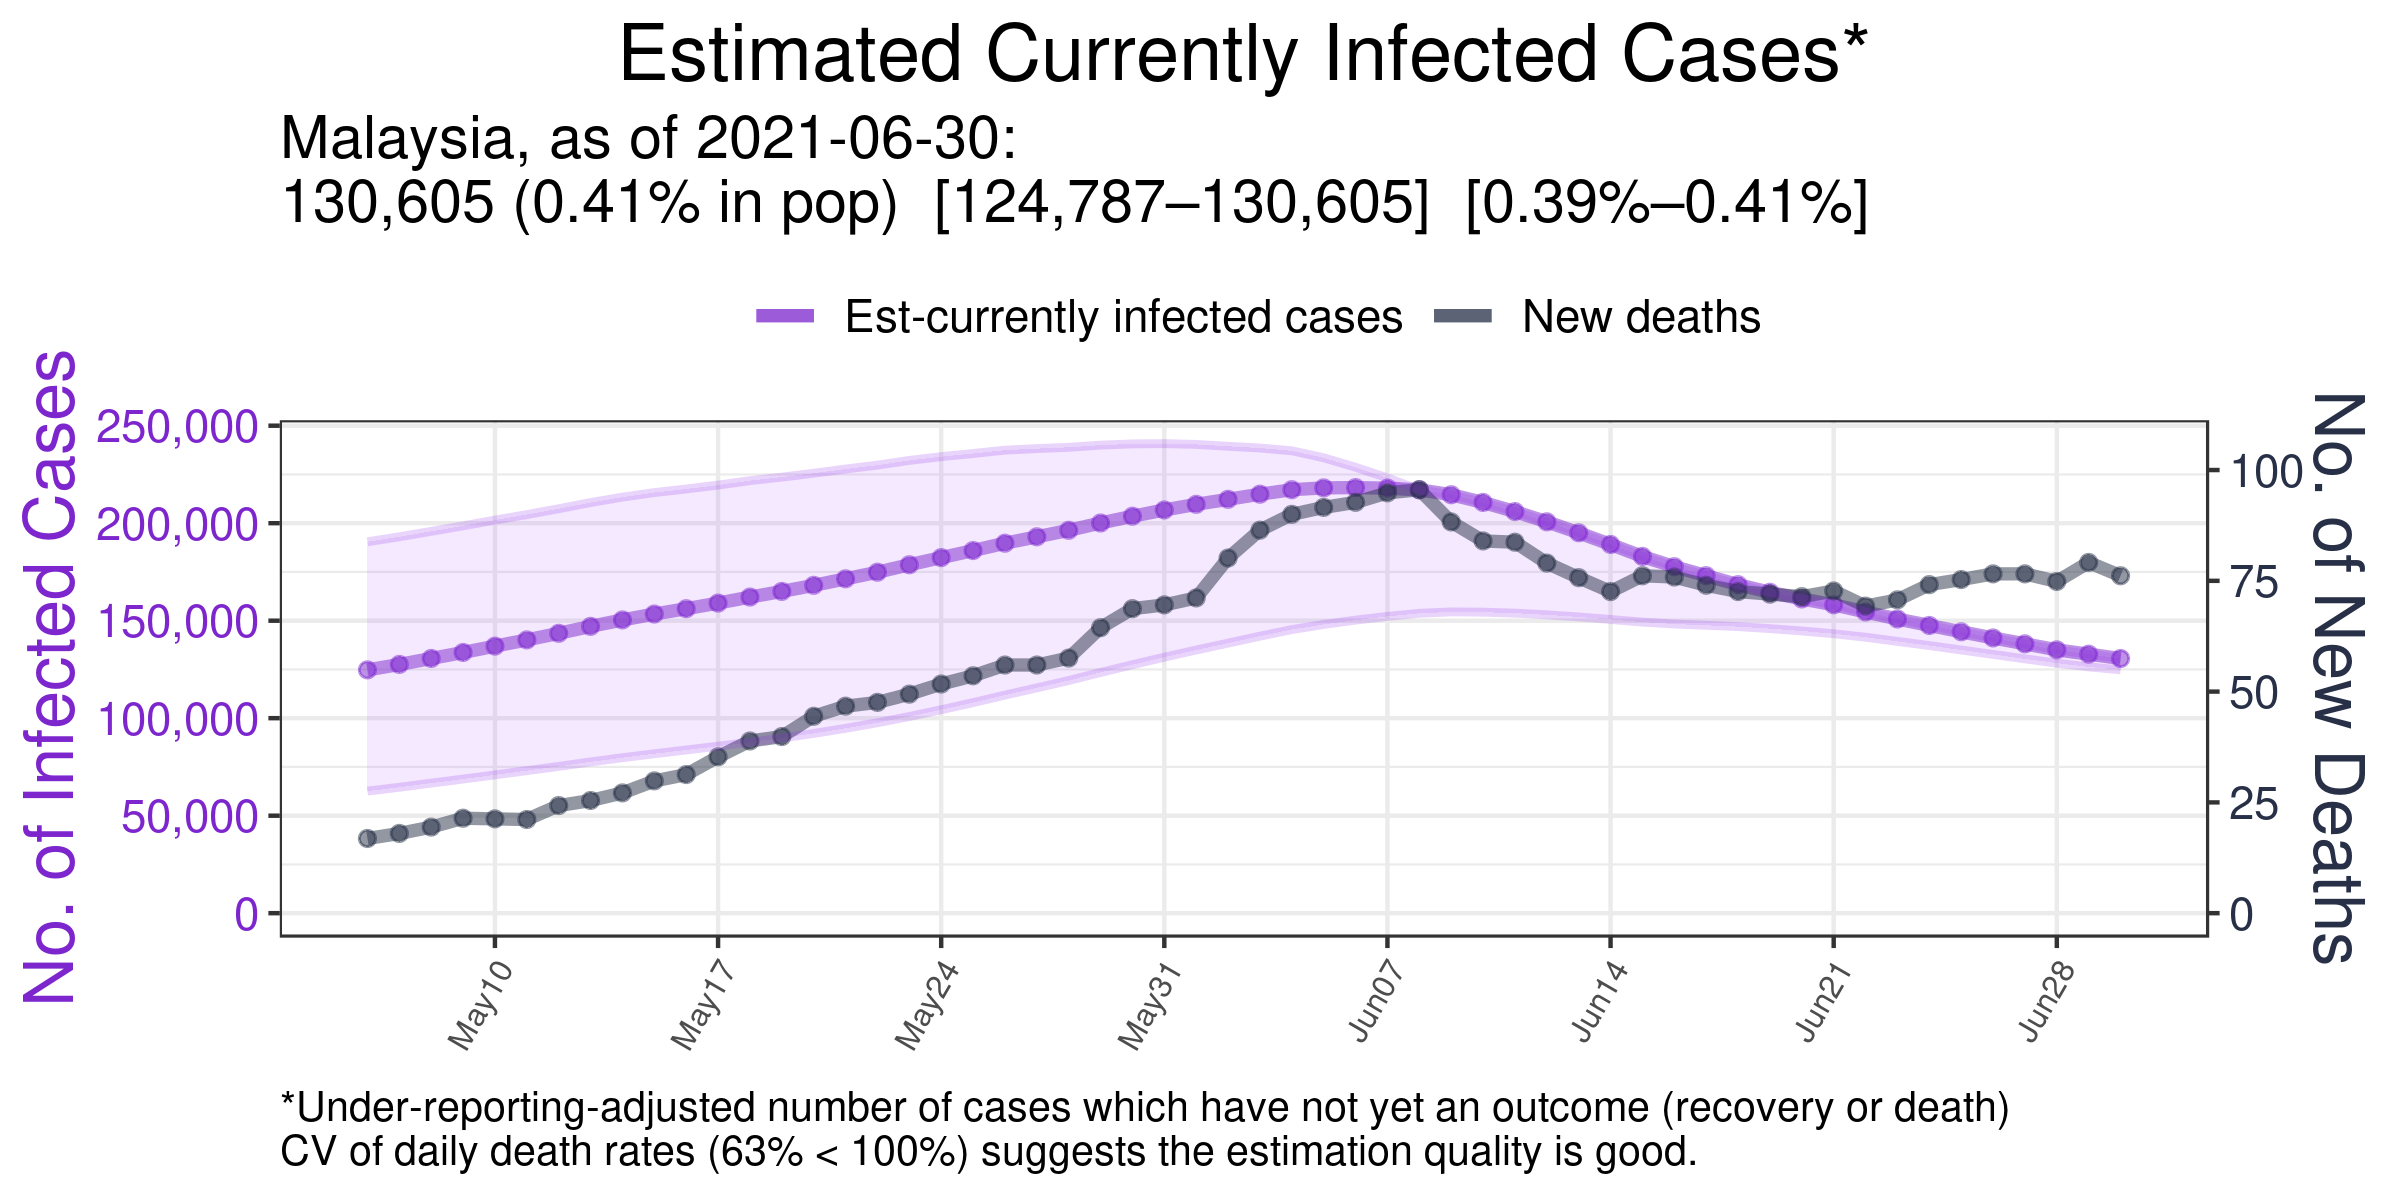 Estimated Currently Infected Cases*
Malaysia, as of 2021-06-30:
130,605 (0.41% in pop)  [124,787–130,605]  [0.39%–0.41%]
Est-currently infected cases
New deaths
No. of Infected Cases
250,000
200,000
150,000
100,000
50,000
0
100
75
50
25
0
No. of New Deaths
May10
May17
May24
May31
Jun07
Jun14
Jun21
Jun28
*Under-reporting-adjusted number of cases which have not yet an outcome (recovery or death)
CV of daily death rates (63% < 100%) suggests the estimation quality is good.